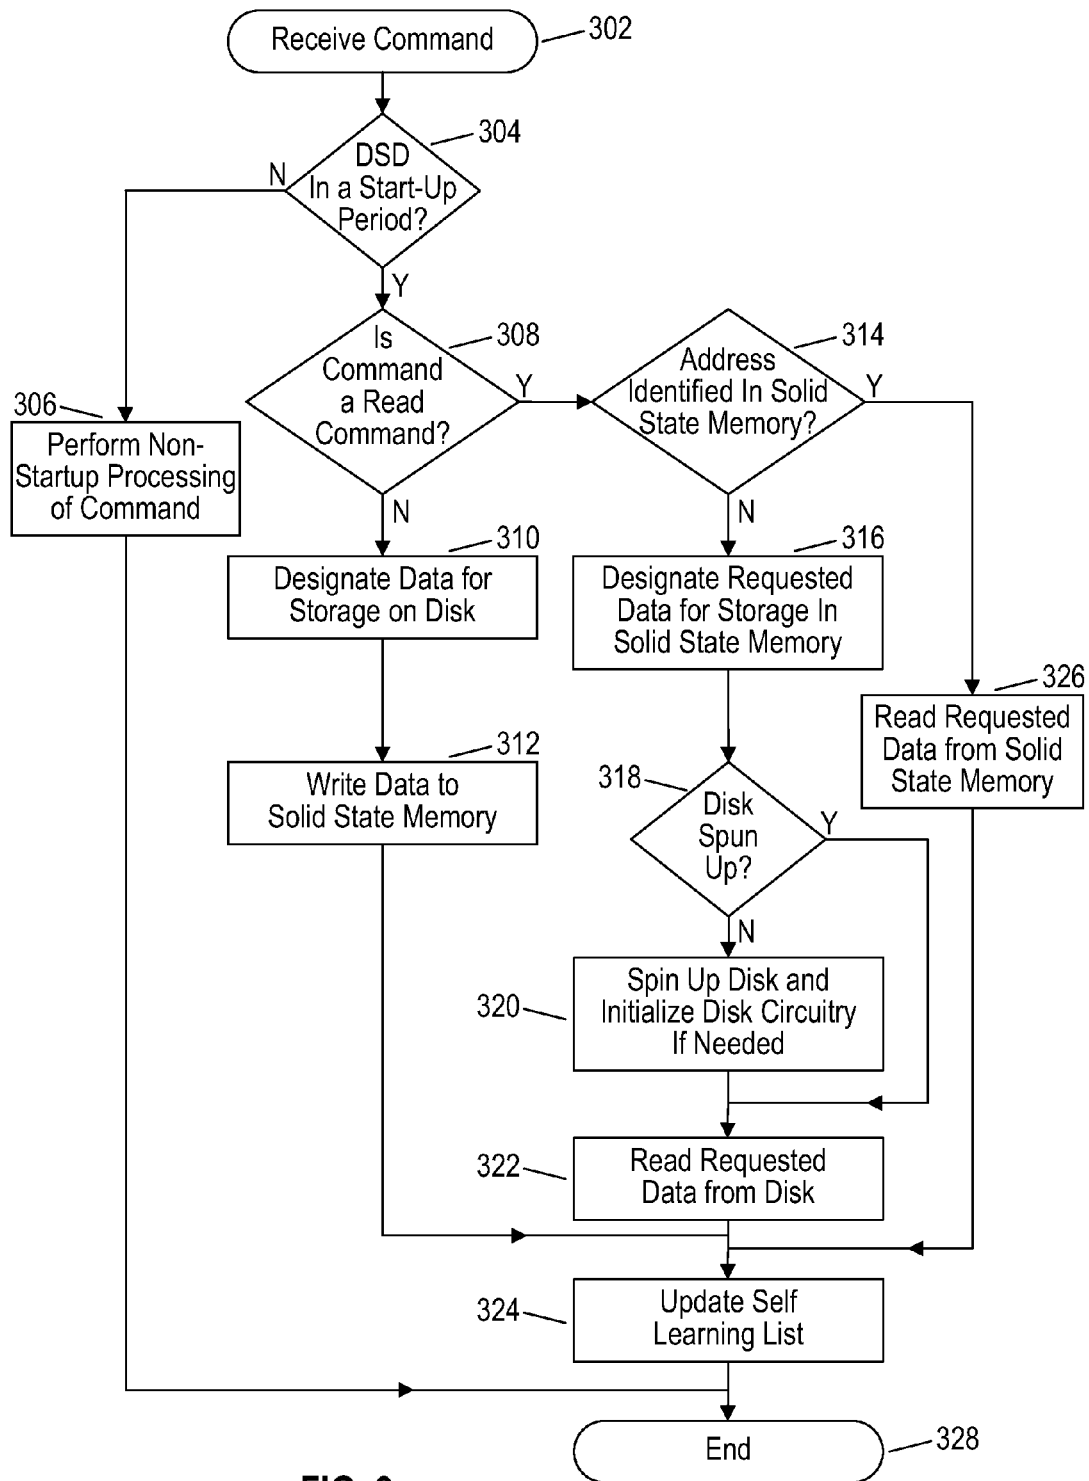 Receive Command
302
304
DSD
In a Start-Up
Period?
N
Y
Is
Command
a Read
Command?
308
Y
N
314
Address
Identified In Solid
State Memory?
Y
N
306
Perform Non-
Startup Processing
of Command
310
Designate Data for
Storage on Disk
316
Designate Requested
Data for Storage In
Solid State Memory
326
Read Requested
Data from Solid
State Memory
312
Write Data to
Solid State Memory
318
Disk
Spun
Up?
Y
N
320
Spin Up Disk and
Initialize Disk Circuitry
If Needed
322
Read Requested
Data from Disk
324
Update Self
Learning List
End
328